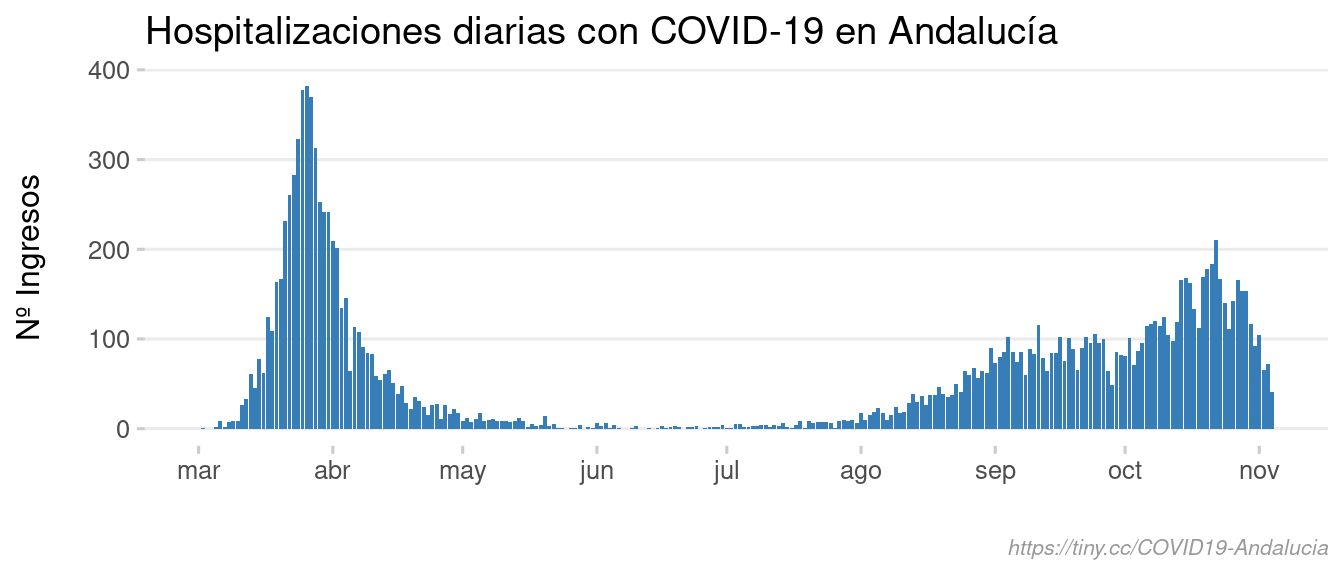 Hospitalizaciones diarias con COVID-19 en Andalucía
Nº Ingresos
400
300
200
100
0
mar abr may jun jul ago sep oct nov
https://tiny.cc/COVID19-Andalucia